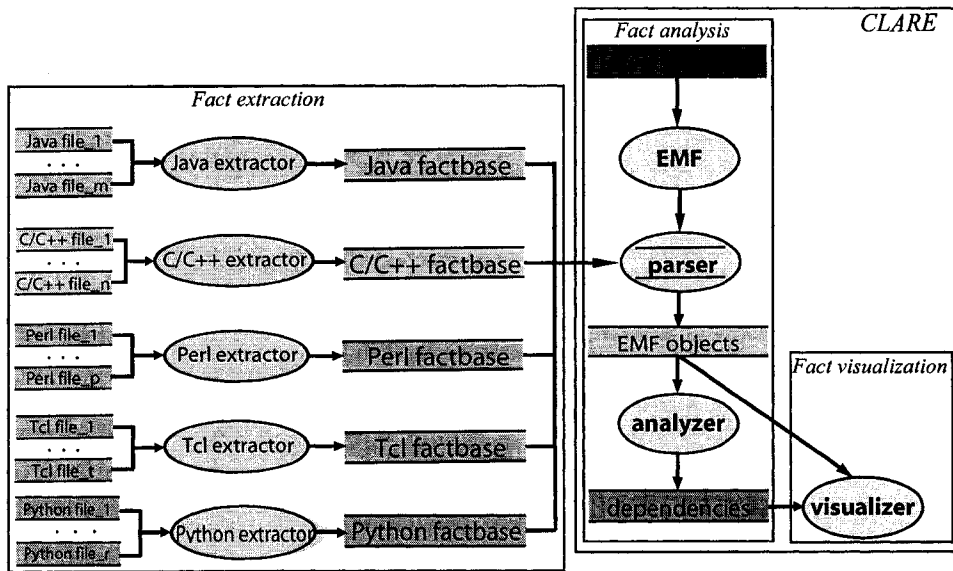 CLARE
Fact analysis
Fact extraction
Java file_1
. . .
Java file_m
Java extractor
Java factbase
EMF
C/C++ file_1
. . .
C/C++ file_n
C/C++ extractor
C/C++ factbase
parser
Perl file_1
. . .
Perl file_p
Perl extractor
Perl factbase
EMF objects
Fact visualization
Tcl file_1
. . .
Tcl file_t
Tcl extractor
Tcl factbase
analyzer
Python file_1
. . .
Python file_r
Python extractor
Python factbase
dependencies
visualizer